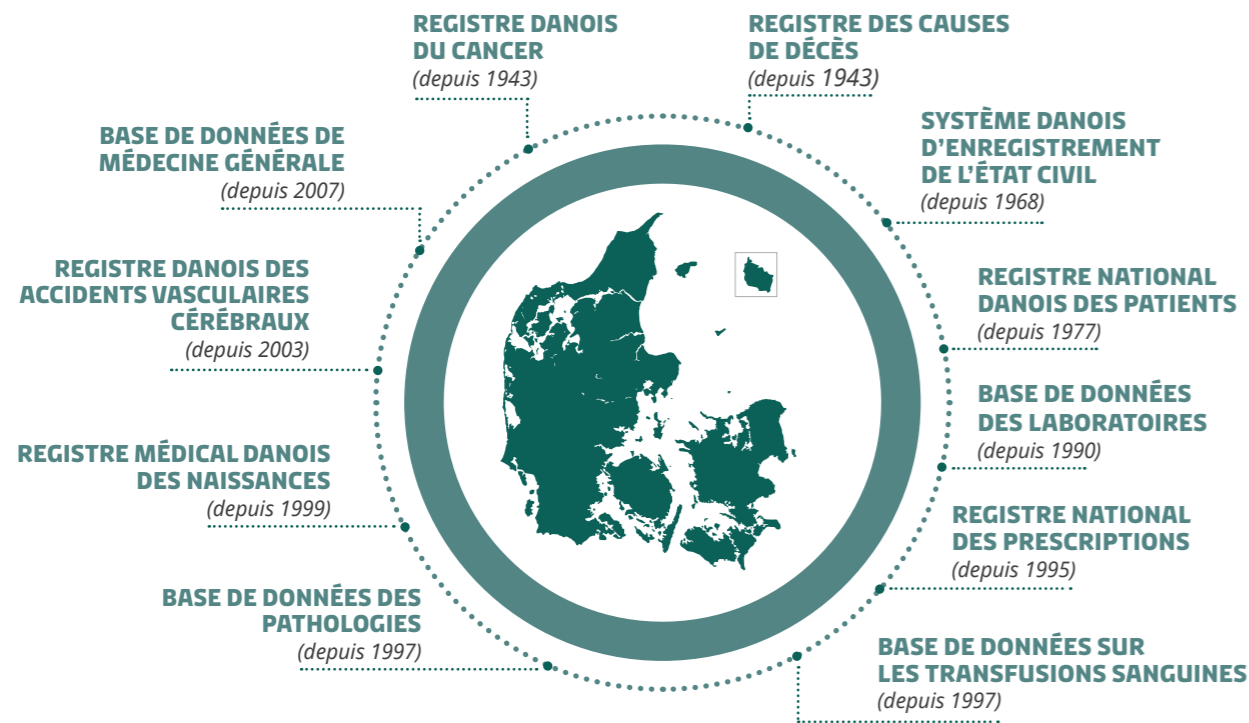 REGISTRE DANOIS
DU CANCER
(depuis 1943)
REGISTRE DES CAUSES
DE DÉCÈS
(depuis 1943)
SYSTÈME DANOIS
D'ENREGISTREMENT
DE L'ÉTAT CIVIL
(depuis 1968)
REGISTRE NATIONAL
DANOIS DES PATIENTS
(depuis 1977)
BASE DE DONNÉES
DES LABORATOIRES
(depuis 1990)
REGISTRE NATIONAL
DES PRESCRIPTIONS
(depuis 1995)
BASE DE DONNÉES SUR
LES TRANSFUSIONS SANGUINES
(depuis 1997)
BASE DE DONNÉES DES
PATHOLOGIES
(depuis 1997)
REGISTRE MÉDICAL DANOIS
DES NAISSANCES
(depuis 1999)
REGISTRE DANOIS DES
ACCIDENTS VASCULAIRES
CÉRÉBRAUX
(depuis 2003)
BASE DE DONNÉES DE
MÉDECINE GÉNÉRALE
(depuis 2007)